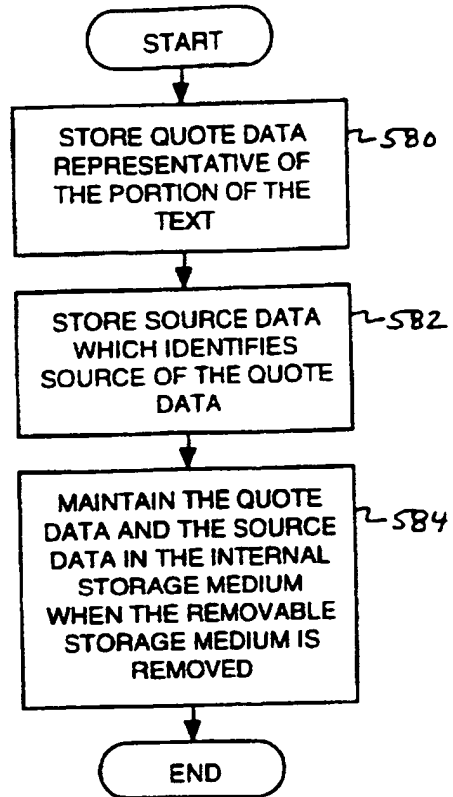 START
STORE QUOTE DATA
REPRESENTATIVE OF
THE PORTION OF THE
TEXT
580
STORE SOURCE DATA
WHICH IDENTIFIES
SOURCE OF THE QUOTE
DATA
582
MAINTAIN THE QUOTE
DATA AND THE SOURCE
DATA IN THE INTERNAL
STORAGE MEDIUM
WHEN THE REMOVABLE
STORAGE MEDIUM IS
REMOVED
584
END